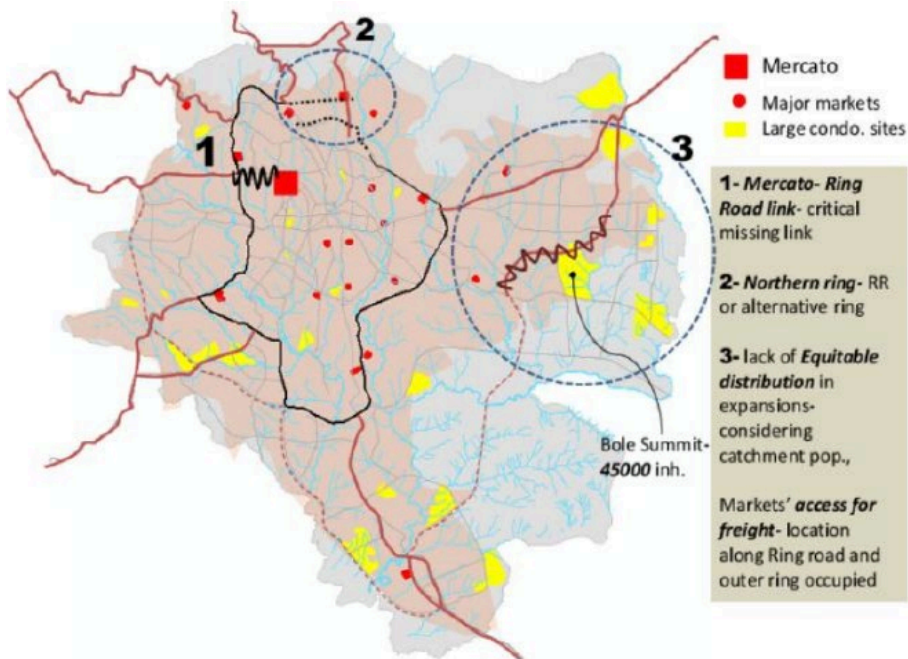 2
3
1
Mercato
Major markets
Large condo. sites
1- Mercato- Ring
Road link- critical
missing link
2- Northern ring- RR
or alternative ring
3- lack of Equitable
distribution in
expansions-
considering
catchment pop.,
Markets' access for
freight- location
along Ring road and
outer ring occupied
Bole Summit-
45000 inh.